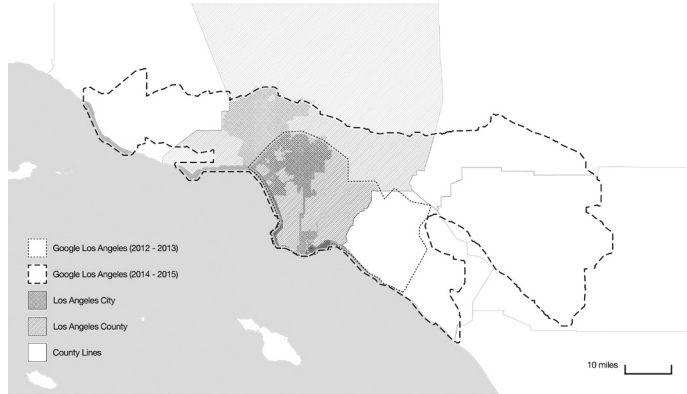 Google Los Angeles (2012 - 2013)
Google Los Angeles (2014 - 2015)
Los Angeles City
Los Angeles County
County Lines
10 miles